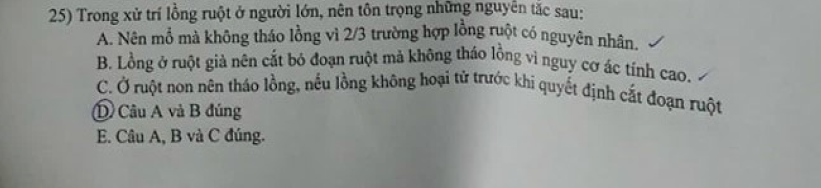 25) Trong xử trí lồng ruột ở người lớn, nên tôn trọng những nguyên tắc sau:
A. Nên mổ mà không tháo lồng vì 2/3 trường hợp lồng ruột có nguyên nhân. ✓
B. Lồng ở ruột già nên cắt bỏ đoạn ruột mà không tháo lồng vì nguy cơ ác tính cao. ✓
C. Ở ruột non nên tháo lồng, nếu lồng không hoại tử trước khi quyết định cắt đoạn ruột
D) Câu A và B đúng
E. Câu A, B và C đúng.